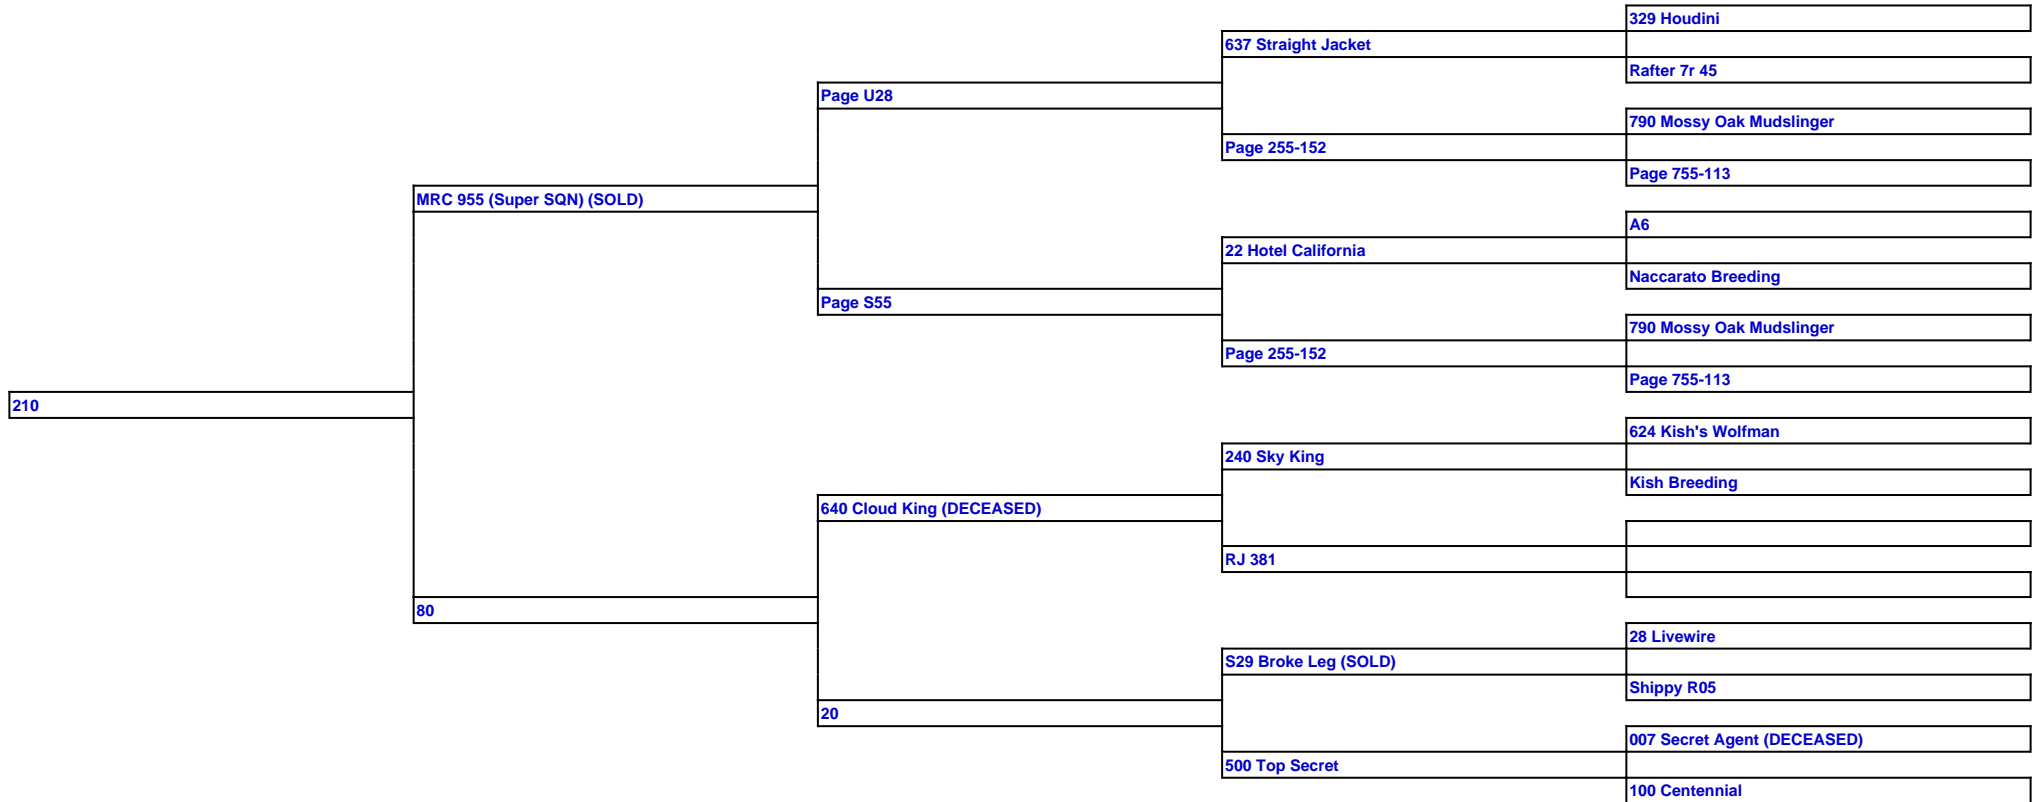 329 Houdini
637 Straight Jacket
Rafter 7r 45
Page U28
790 Mossy Oak Mudslinger
Page 255-152
Page 755-113
MRC 955 (Super SQN) (SOLD)
A6
22 Hotel California
Naccarato Breeding
Page S55
790 Mossy Oak Mudslinger
Page 255-152
Page 755-113
210
624 Kish's Wolfman
240 Sky King
Kish Breeding
640 Cloud King (DECEASED)
RJ 381
80
28 Livewire
S29 Broke Leg (SOLD)
Shippy R05
20
007 Secret Agent (DECEASED)
500 Top Secret
100 Centennial